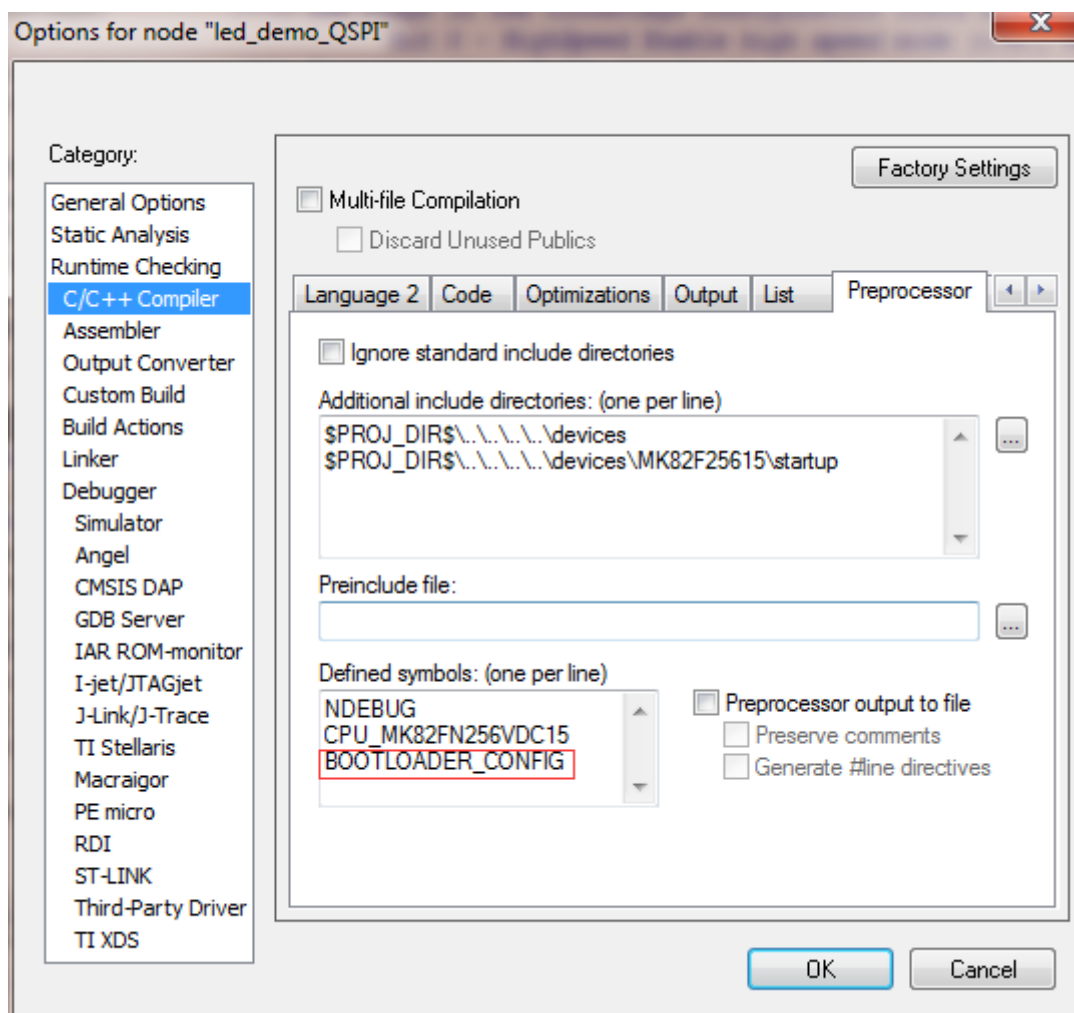 Options for node "led_demo_QSPI"
Category:
General Options
Static Analysis
Runtime Checking
C/C++ Compiler
Assembler
Output Converter
Custom Build
Build Actions
Linker
Debugger
Simulator
Angel
CMSIS DAP
GDB Server
IAR ROM-monitor
I-jet/JTAGjet
J-Link/J-Trace
TI Stellaris
Macraigor
PE micro
RDI
ST-LINK
Third-Party Driver
TI XDS
Factory Settings
Multi-file Compilation
Discard Unused Publics
Language 2 Code Optimizations Output List Preprocessor
Ignore standard include directories
Additional include directories: (one per line)
$PROJ_DIR$\..\..\..\..\..\devices
$PROJ_DIR$\..\..\..\..\..\devices\MK82F25615\startup
...
Preinclude file:
...
Defined symbols: (one per line)
NDEBUG
CPU_MK82FN256VDC15
BOOTLOADER_CONFIG
Preprocessor output to file
Preserve comments
Generate #line directives
OK Cancel